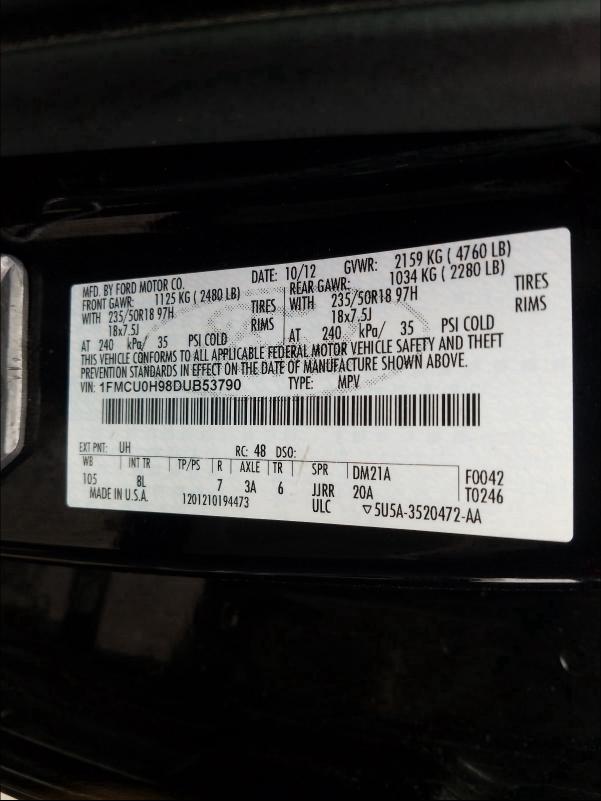 MFD. BY FORD MOTOR CO. DATE: 10/12 GVWR: 2159 KG ( 4760 LB)
FRONT GAWR: 1125 KG ( 2480 LB) REAR GAWR: 1034 KG ( 2280 LB)
WITH 235/50R18 97H TIRES WITH 235/50R18 97H TIRES
18x7.5J RIMS 18x7.5J RIMS
AT 240 kPa/ 35 PSI COLD AT 240 kPa/ 35 PSI COLD
THIS VEHICLE CONFORMS TO ALL APPLICABLE FEDERAL MOTOR VEHICLE SAFETY AND THEFT
PREVENTION STANDARDS IN EFFECT ON THE DATE OF MANUFACTURE SHOWN ABOVE.
VIN: 1FMCU0H98DUB53790 TYPE: MPV
EXT PNT: UH RC: 48 DSO:
WB INT TR TP/PS R AXLE TR SPR DM21A F0042
105 8L 7 3A 6 JJRR 20A T0246
MADE IN U.S.A. 1201210194473 ULC ▽5U5A-3520472-AA